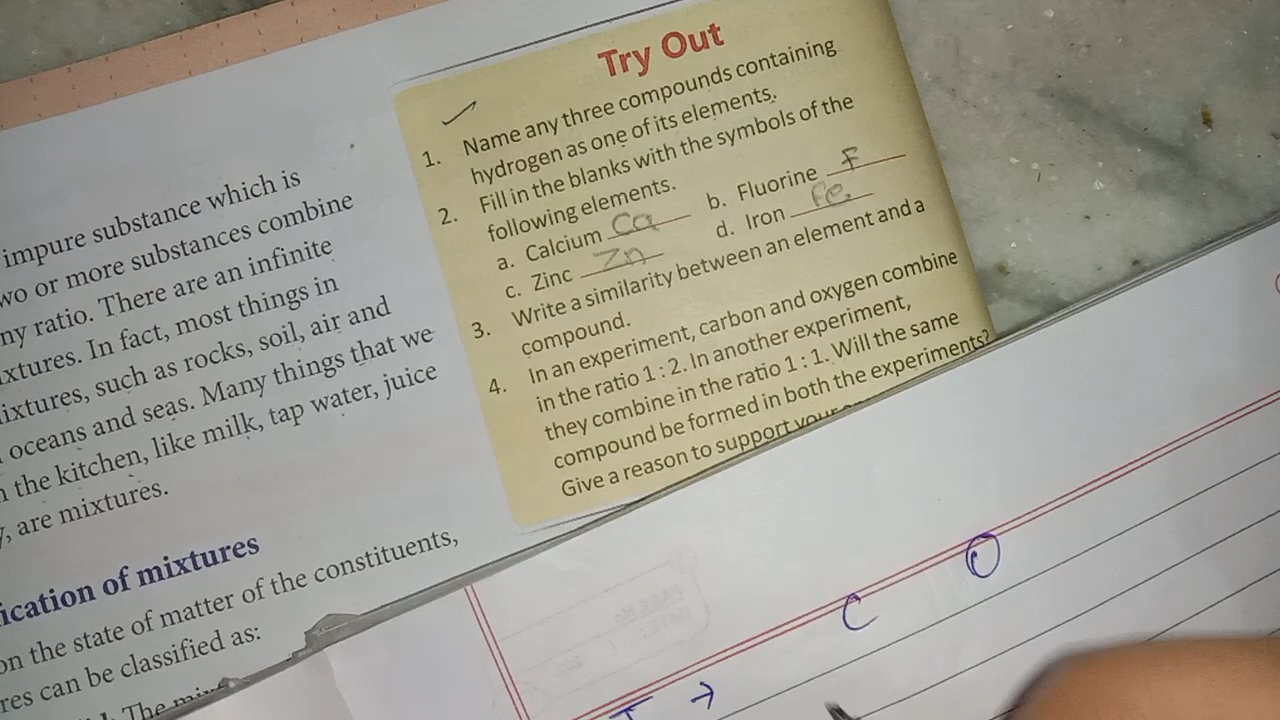 impure substance which is
wo or more substances combine
ny ratio. There are an infinite
xtures. In fact, most things in
ixtures, such as rocks, soil, air and
oceans and seas. Many things that we
the kitchen, like milk, tap water, juice
, are mixtures.
ication of mixtures
on the state of matter of the constituents,
res can be classified as:
The mix
Try Out
1. Name any three compounds containing
hydrogen as one of its elements.
2. Fill in the blanks with the symbols of the
following elements.
a. Calcium Ca b. Fluorine F
c. Zinc Zn d. Iron Fe.
3. Write a similarity between an element and a
compound.
4. In an experiment, carbon and oxygen combine
in the ratio 1 : 2. In another experiment,
they combine in the ratio 1 : 1. Will the same
compound be formed in both the experiments?
Give a reason to support your
C O
I →